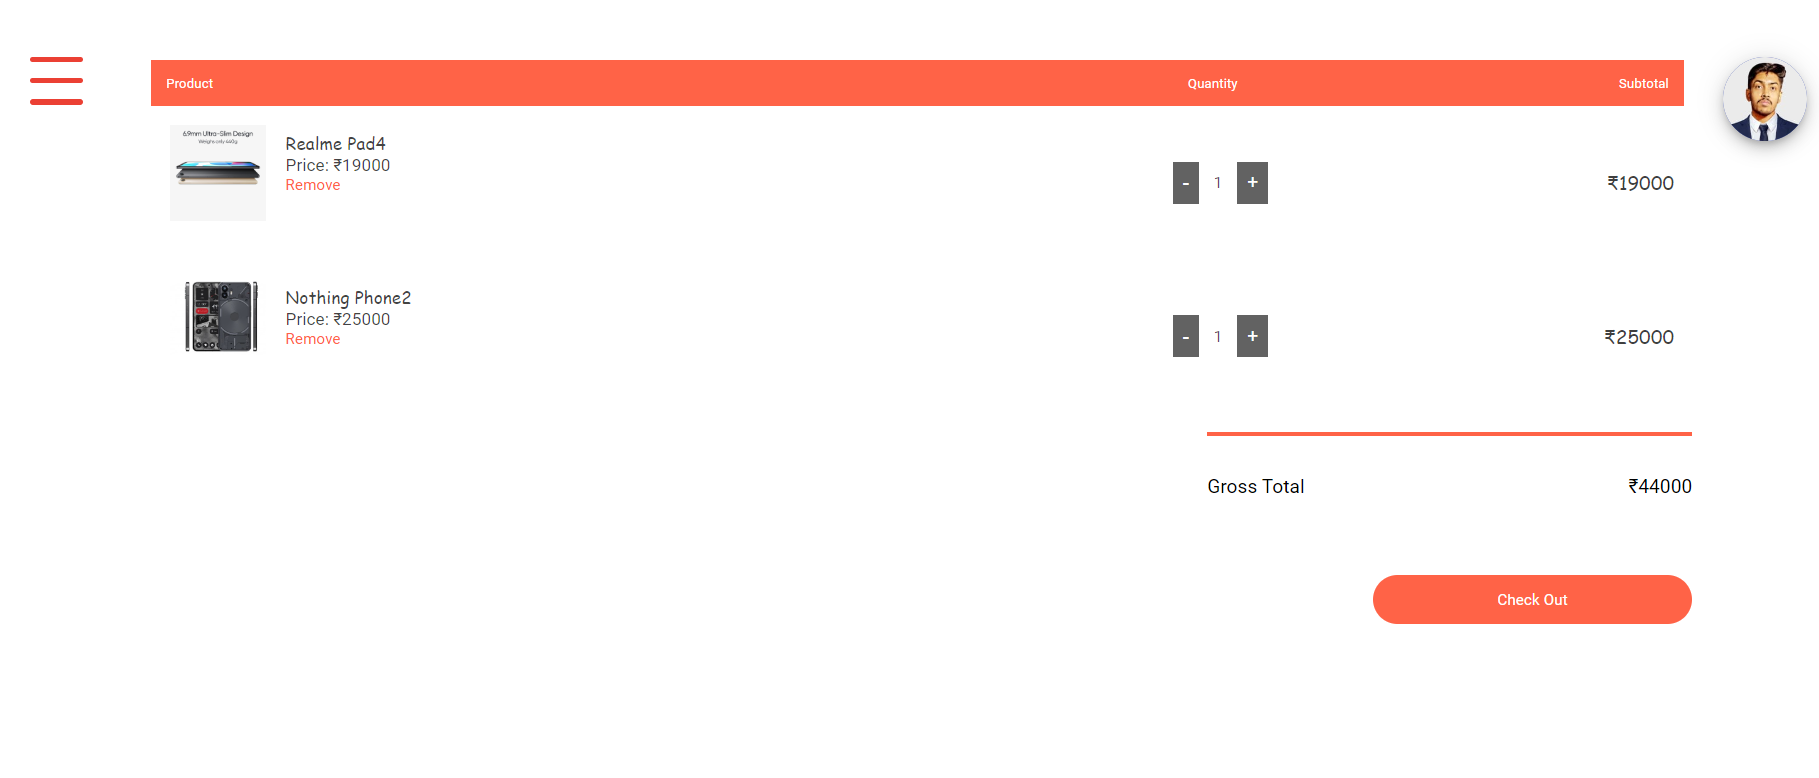 Product Quantity Subtotal
6.9mm Ultra-Slim Design
Weighs only 440g
Realme Pad4
Price: ₹19000
Remove
- 1 +
₹19000
Nothing Phone2
Price: ₹25000
Remove
- 1 +
₹25000
Gross Total ₹44000
Check Out